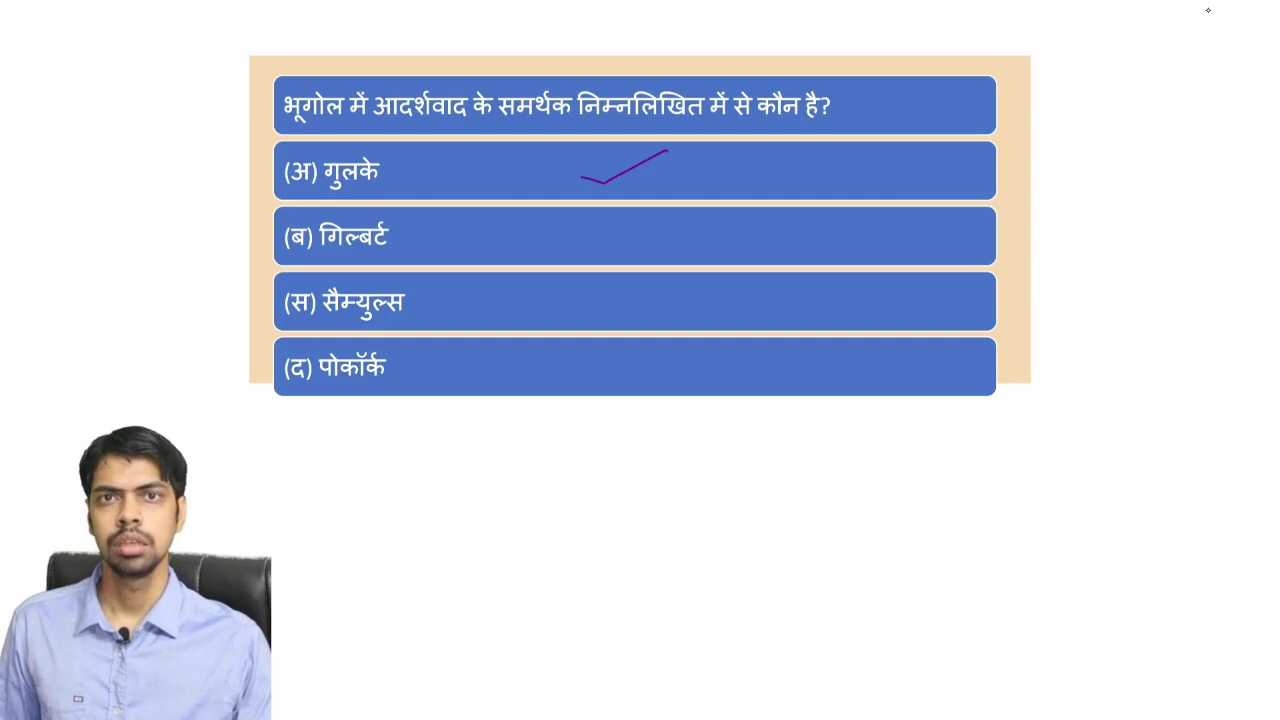 भूगोल में आदर्शवाद के समर्थक निम्नलिखित में से कौन है?
(अ) गुलके
(ब) गिल्बर्ट
(स) सैम्युल्स
(द) पोकॉर्क